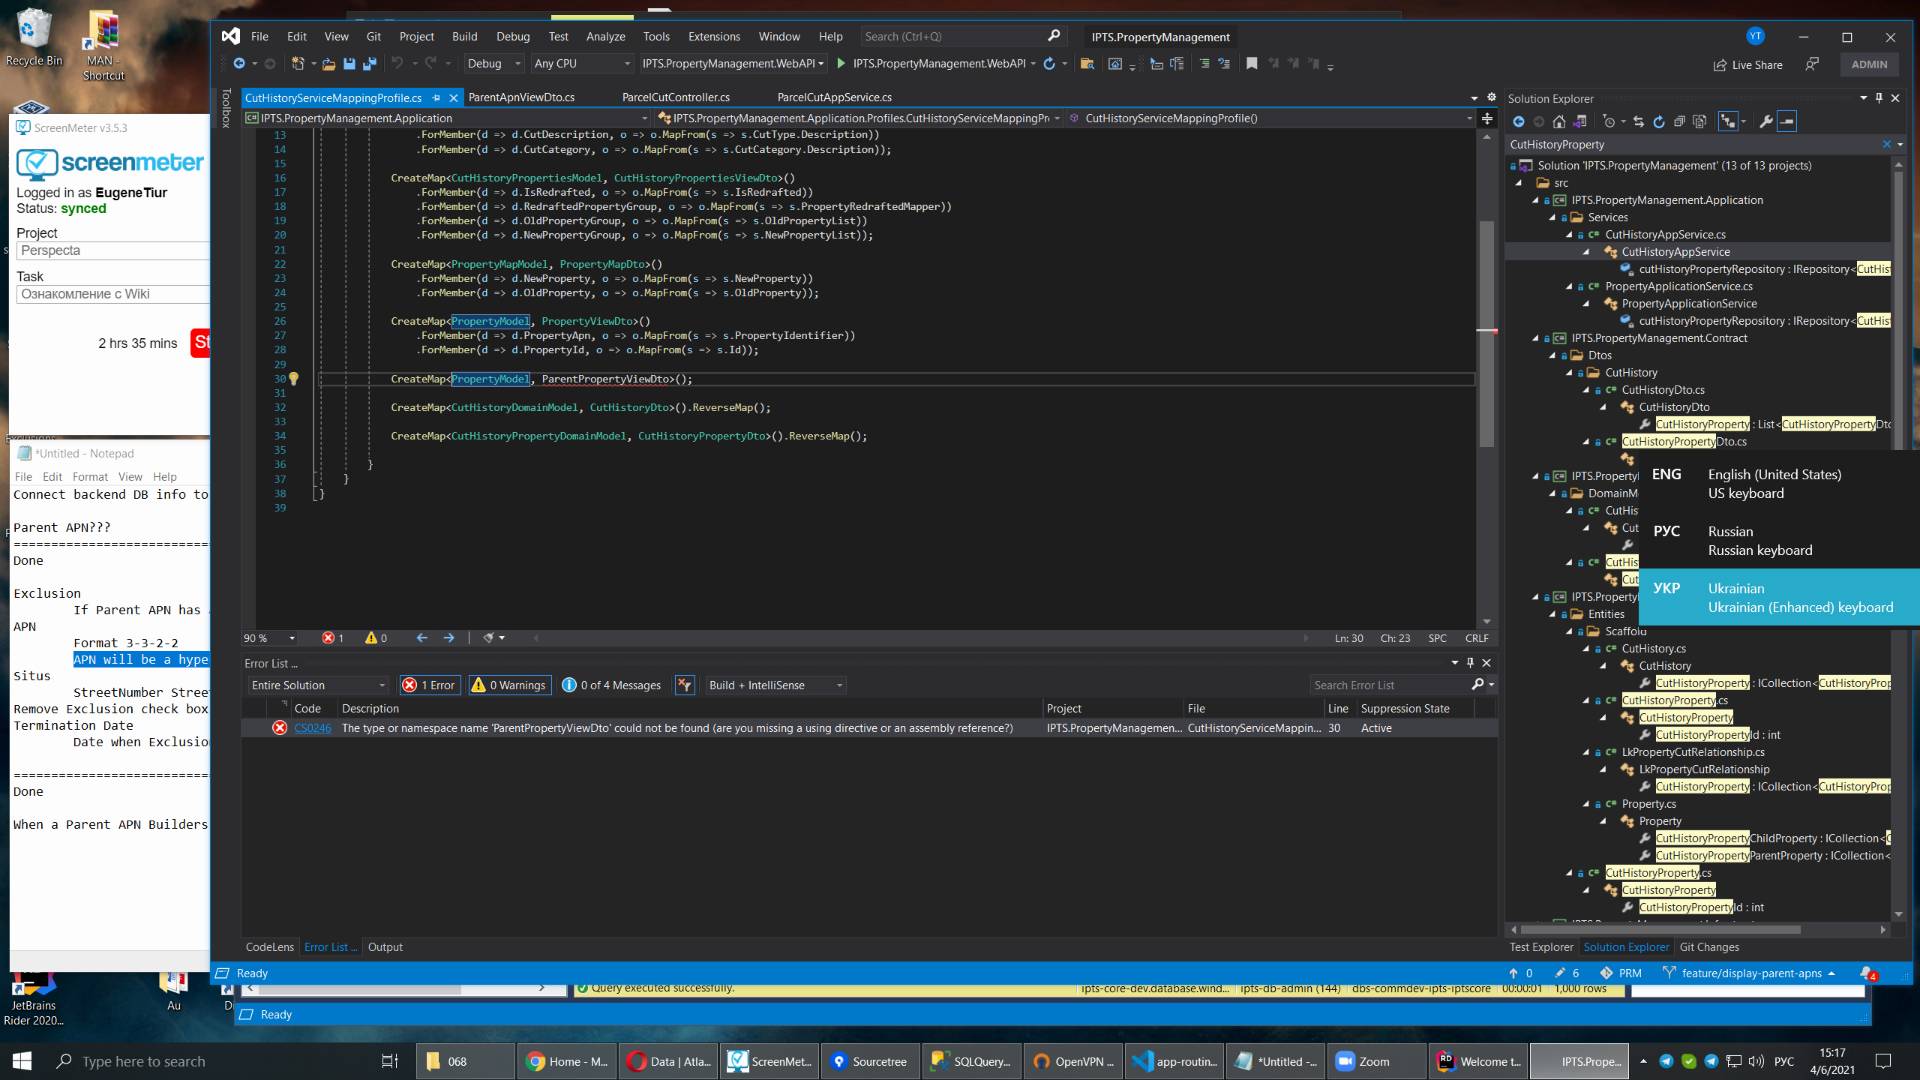 Recycle Bin
MAN - Shortcut
ScreenMeter v3.5.3
screenmeter
Logged in as EugeneTiur
Status: synced
Project
Perspecta
Task
Ознакомление с Wiki
2 hrs 35 mins
St
*Untitled - Notepad
File Edit Format View Help
Connect backend DB info to
Parent APN???
Done
Exclusion
If Parent APN has
APN
Format 3-3-2-2
APN will be a hype
Situs
StreetNumber Street
Remove Exclusion check box
Termination Date
Date when Exclusion
Done
When a Parent APN Builders
JetBrains
Rider 2020...
Au
File Edit View Git Project Build Debug Test Analyze Tools Extensions Window Help
Search (Ctrl+Q)
IPTS.PropertyManagement
YT
Debug
Any CPU
IPTS.PropertyManagement.WebAPI
IPTS.PropertyManagement.WebAPI
Live Share
ADMIN
Toolbox
CutHistoryServiceMappingProfile.cs
ParentApnViewDto.cs
ParcelCutController.cs
ParcelCutAppService.cs
IPTS.PropertyManagement.Application
IPTS.PropertyManagement.Application.Profiles.CutHistoryServiceMappingPr
CutHistoryServiceMappingProfile()
13 .ForMember(d => d.CutDescription, o => o.MapFrom(s => s.CutType.Description))
14 .ForMember(d => d.CutCategory, o => o.MapFrom(s => s.CutCategory.Description));
15
16 CreateMap<CutHistoryPropertiesModel, CutHistoryPropertiesViewDto>()
17 .ForMember(d => d.IsRedrafted, o => o.MapFrom(s => s.IsRedrafted))
18 .ForMember(d => d.RedraftedPropertyGroup, o => o.MapFrom(s => s.PropertyRedraftedMapper))
19 .ForMember(d => d.OldPropertyGroup, o => o.MapFrom(s => s.OldPropertyList))
20 .ForMember(d => d.NewPropertyGroup, o => o.MapFrom(s => s.NewPropertyList));
21
22 CreateMap<PropertyMapModel, PropertyMapDto>()
23 .ForMember(d => d.NewProperty, o => o.MapFrom(s => s.NewProperty))
24 .ForMember(d => d.OldProperty, o => o.MapFrom(s => s.OldProperty));
25
26 CreateMap<PropertyModel, PropertyViewDto>()
27 .ForMember(d => d.PropertyApn, o => o.MapFrom(s => s.PropertyIdentifier))
28 .ForMember(d => d.PropertyId, o => o.MapFrom(s => s.Id));
29
30 CreateMap<PropertyModel, ParentPropertyViewDto>();
31
32 CreateMap<CutHistoryDomainModel, CutHistoryDto>().ReverseMap();
33
34 CreateMap<CutHistoryPropertyDomainModel, CutHistoryPropertyDto>().ReverseMap();
35
36 }
37 }
38 }
39
90 %
1
0
Ln: 30 Ch: 23 SPC CRLF
Error List ...
Entire Solution
1 Error
0 Warnings
0 of 4 Messages
Build + IntelliSense
Search Error List
Code Description Project File Line Suppression State
CS0246 The type or namespace name 'ParentPropertyViewDto' could not be found (are you missing a using directive or an assembly reference?) IPTS.PropertyManagemen... CutHistoryServiceMappin... 30 Active
CodeLens Error List ... Output
Ready
0
6
PRM
feature/display-parent-apns
4
Solution Explorer
CutHistoryProperty
Solution 'IPTS.PropertyManagement' (13 of 13 projects)
src
IPTS.PropertyManagement.Application
Services
CutHistoryAppService.cs
CutHistoryAppService
cutHistoryPropertyRepository : IRepository<CutHist
PropertyApplicationService.cs
PropertyApplicationService
cutHistoryPropertyRepository : IRepository<CutHist
IPTS.PropertyManagement.Contract
Dtos
CutHistory
CutHistoryDto.cs
CutHistoryDto
CutHistoryProperty : List<CutHistoryPropertyDto
CutHistoryPropertyDto.cs
IPTS.Property
DomainM
CutHis
Cut
CutHis
Cut
IPTS.Property
Entities
Scaffold
CutHistory.cs
CutHistory
CutHistoryProperty : ICollection<CutHistoryProp
CutHistoryProperty.cs
CutHistoryProperty
CutHistoryPropertyId : int
LkPropertyCutRelationship.cs
LkPropertyCutRelationship
CutHistoryProperty : ICollection<CutHistoryProp
Property.cs
Property
CutHistoryPropertyChildProperty : ICollection<C
CutHistoryPropertyParentProperty : ICollection<
CutHistoryProperty.cs
CutHistoryProperty
CutHistoryPropertyId : int
Test Explorer Solution Explorer Git Changes
ENG English (United States)
US keyboard
РУС Russian
Russian keyboard
УКР Ukrainian
Ukrainian (Enhanced) keyboard
Query executed successfully.
ipts-core-dev.database.wind...
ipts-db-admin (144)
dbs-commdev-ipts-iptscore
00:00:01
1,000 rows
Ready
Type here to search
068
Home - M...
Data | Atla...
ScreenMet...
Sourcetree
SQLQuery...
OpenVPN ...
app-routin...
*Untitled -...
Zoom
Welcome t...
IPTS.Prope...
РУС
15:17
4/6/2021